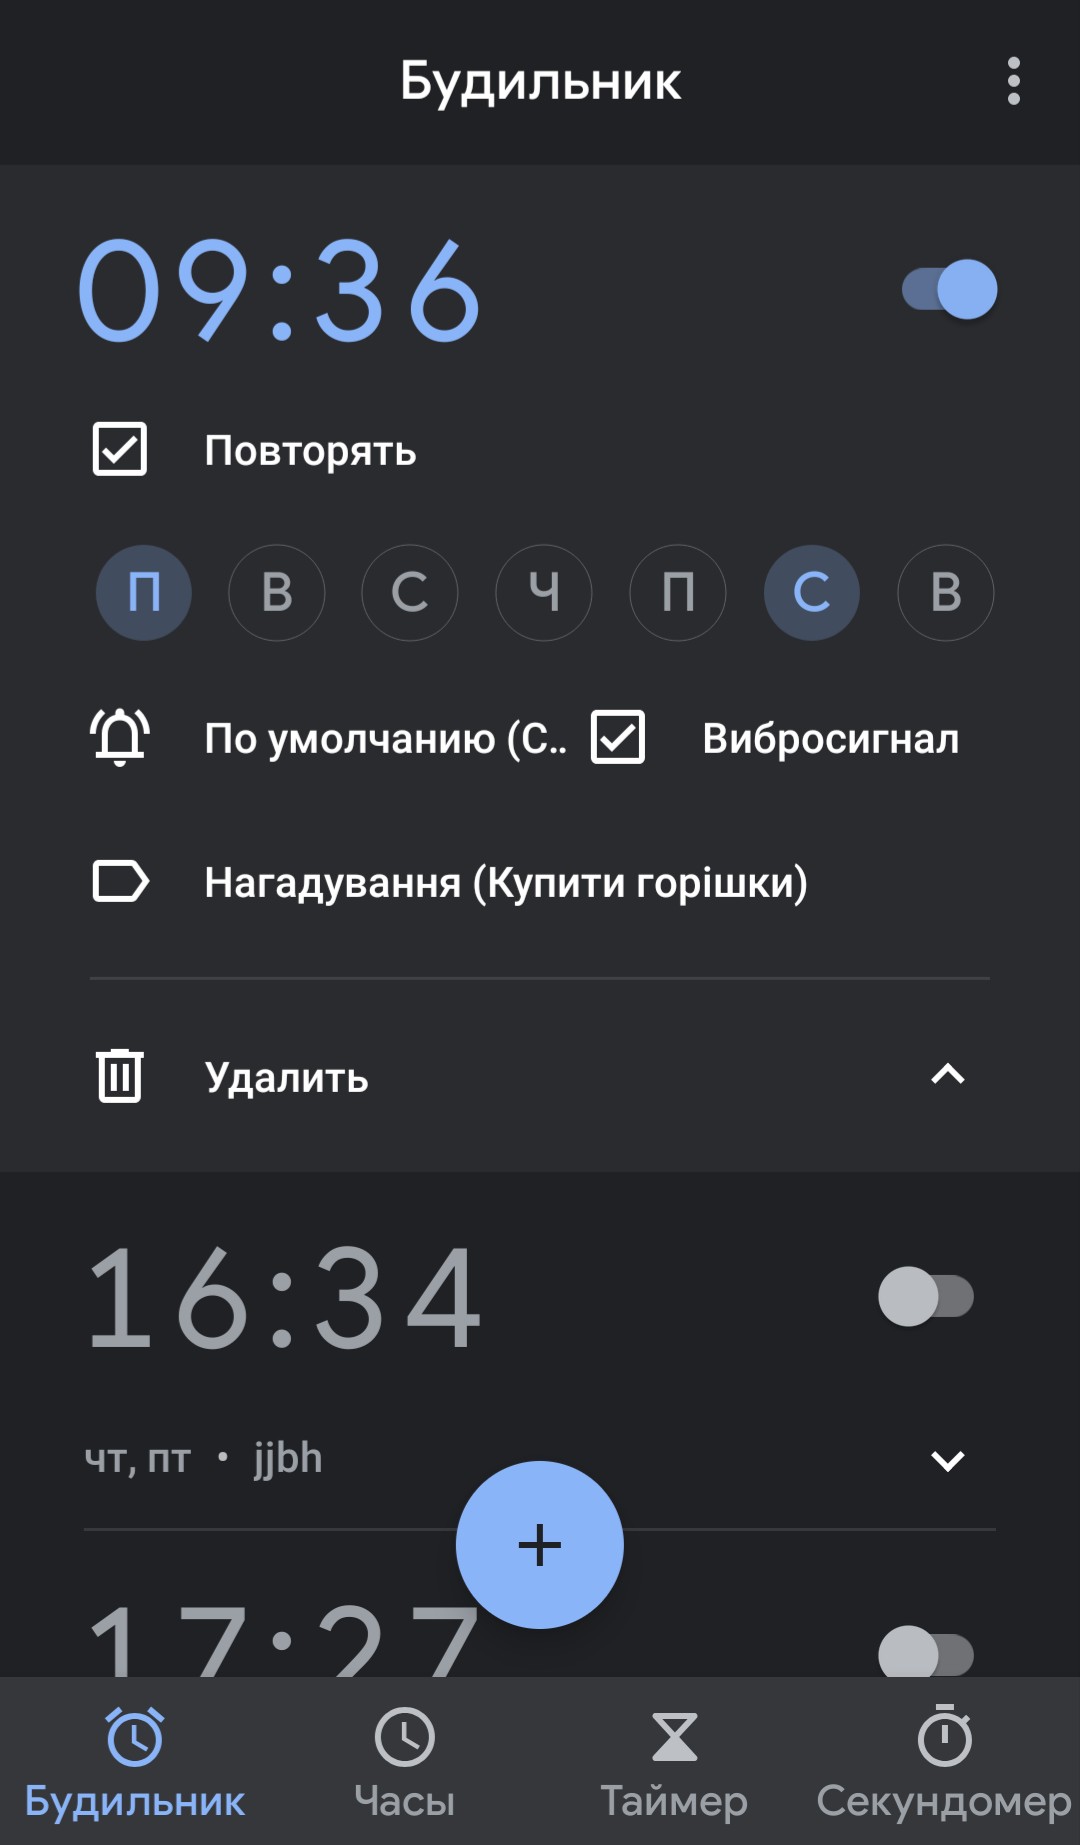 Будильник
09:36
Повторять
П В С Ч П С В
По умолчанию (С.. Вибросигнал
Нагадування (Купити горішки)
Удалить
16:34
чт, пт • jjbh
+
17:27
Будильник Часы Таймер Секундомер